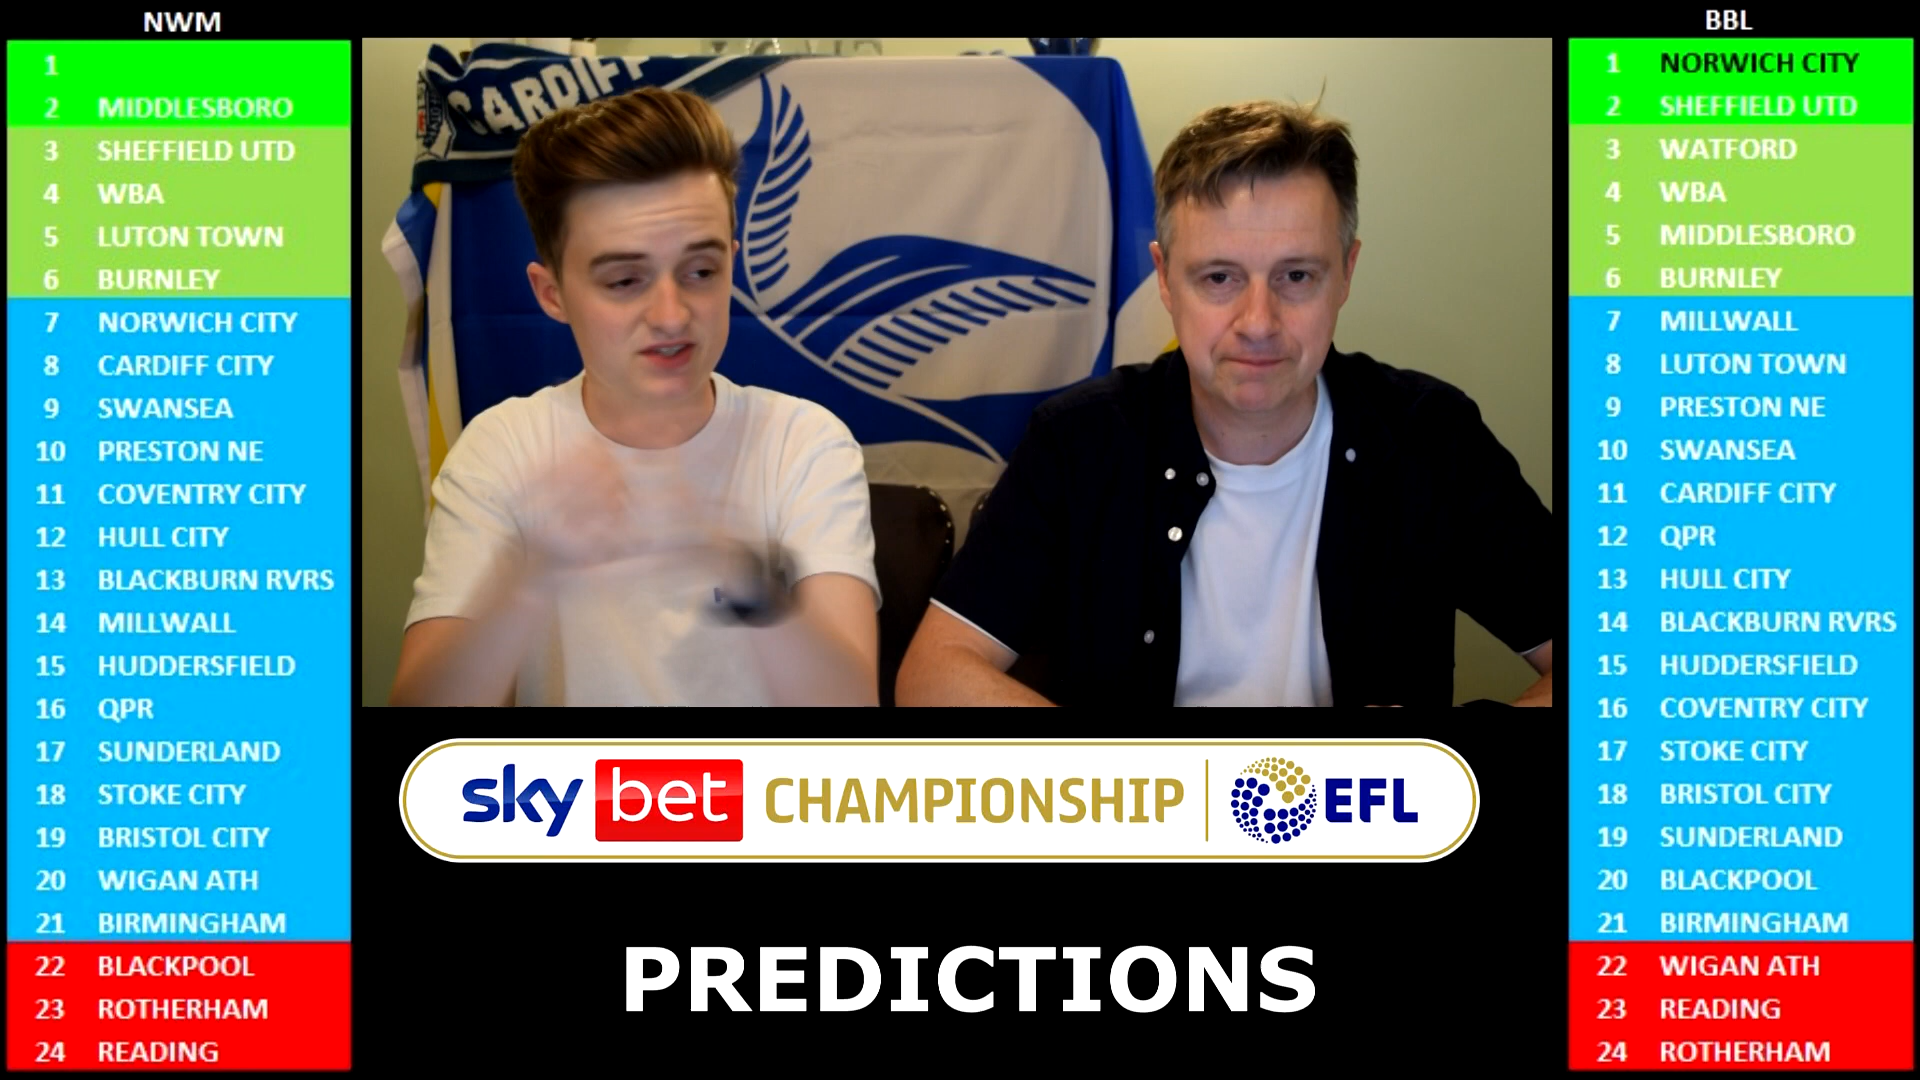 NWM
1
2 MIDDLESBORO
3 SHEFFIELD UTD
4 WBA
5 LUTON TOWN
6 BURNLEY
7 NORWICH CITY
8 CARDIFF CITY
9 SWANSEA
10 PRESTON NE
11 COVENTRY CITY
12 HULL CITY
13 BLACKBURN RVRS
14 MILLWALL
15 HUDDERSFIELD
16 QPR
17 SUNDERLAND
18 STOKE CITY
19 BRISTOL CITY
20 WIGAN ATH
21 BIRMINGHAM
22 BLACKPOOL
23 ROTHERHAM
24 READING
CARDIFF
sky bet CHAMPIONSHIP EFL
PREDICTIONS
BBL
1 NORWICH CITY
2 SHEFFIELD UTD
3 WATFORD
4 WBA
5 MIDDLESBORO
6 BURNLEY
7 MILLWALL
8 LUTON TOWN
9 PRESTON NE
10 SWANSEA
11 CARDIFF CITY
12 QPR
13 HULL CITY
14 BLACKBURN RVRS
15 HUDDERSFIELD
16 COVENTRY CITY
17 STOKE CITY
18 BRISTOL CITY
19 SUNDERLAND
20 BLACKPOOL
21 BIRMINGHAM
22 WIGAN ATH
23 READING
24 ROTHERHAM